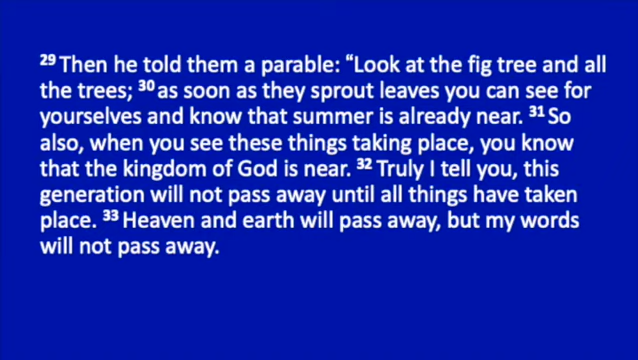 ²⁹ Then he told them a parable: “Look at the fig tree and all
the trees; ³⁰ as soon as they sprout leaves you can see for
yourselves and know that summer is already near. ³¹ So
also, when you see these things taking place, you know
that the kingdom of God is near. ³² Truly I tell you, this
generation will not pass away until all things have taken
place. ³³ Heaven and earth will pass away, but my words
will not pass away.